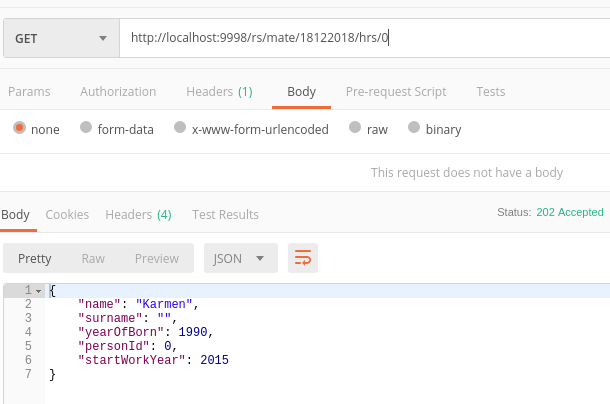 GET http://localhost:9998/rs/mate/18122018/hrs/0
Params Authorization Headers (1) Body Pre-request Script Tests
none form-data x-www-form-urlencoded raw binary
This request does not have a body
Body Cookies Headers (4) Test Results Status: 202 Accepted
Pretty Raw Preview JSON
1 {
2 "name": "Karmen",
3 "surname": "",
4 "yearOfBorn": 1990,
5 "personId": 0,
6 "startWorkYear": 2015
7 }